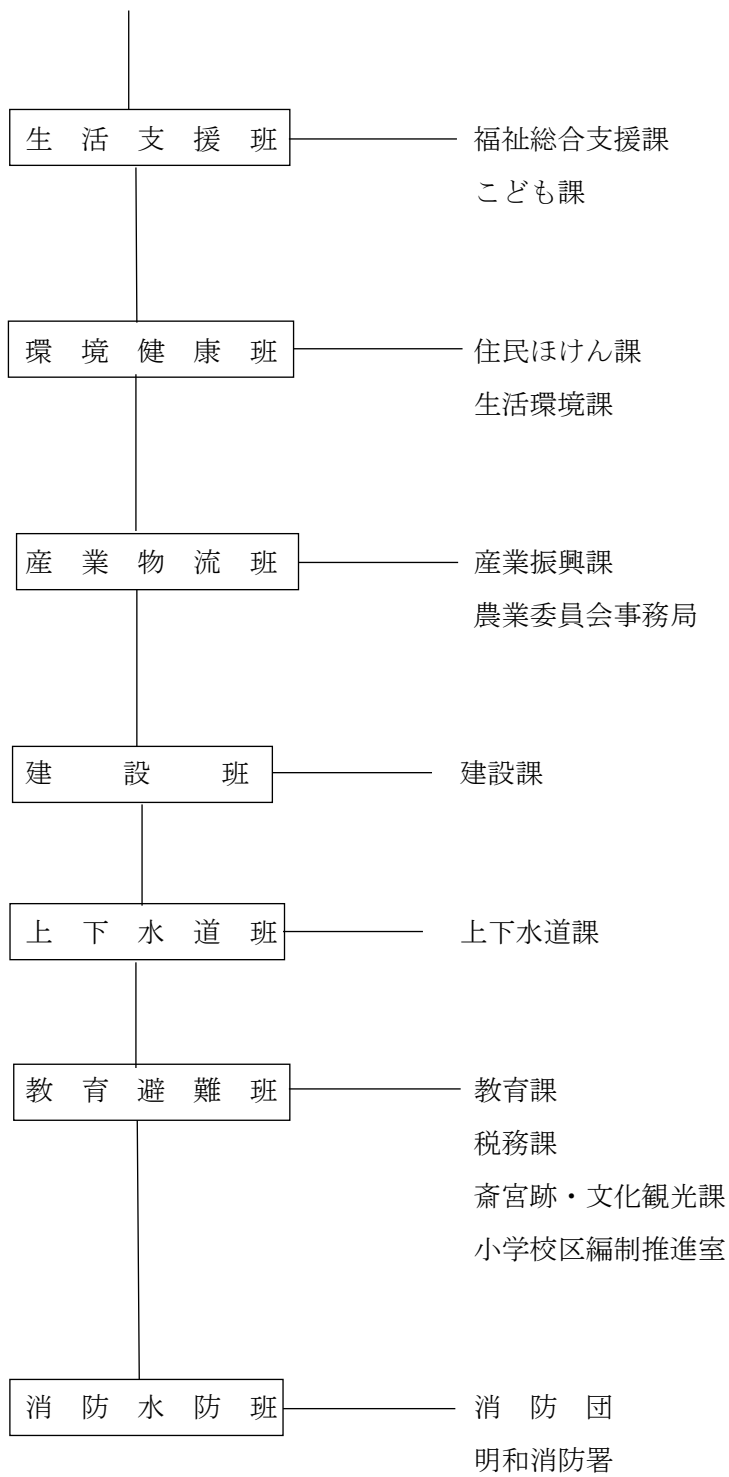 生活支援班 福祉総合支援課
こども課
環境健康班 住民ほけん課
生活環境課
産業物流班 産業振興課
農業委員会事務局
建設班 建設課
上下水道班 上下水道課
教育避難班 教育課
税務課
斎宮跡・文化観光課
小学校区編制推進室
消防水防班 消防団
明和消防署